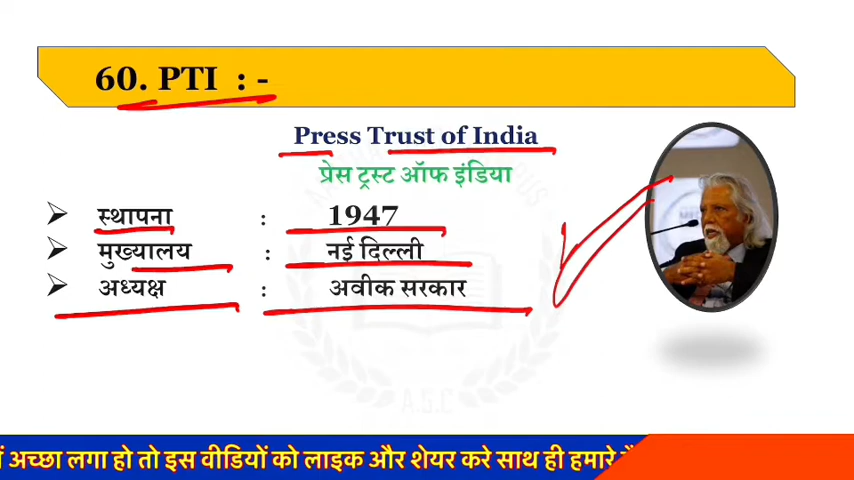 60. PTI : -
Press Trust of India
प्रेस ट्रस्ट ऑफ इंडिया
➢ स्थापना : 1947
➢ मुख्यालय : नई दिल्ली
➢ अध्यक्ष : अवीक सरकार
A.G.C
अच्छा लगा हो तो इस वीडियों को लाइक और शेयर करे साथ ही हमारे